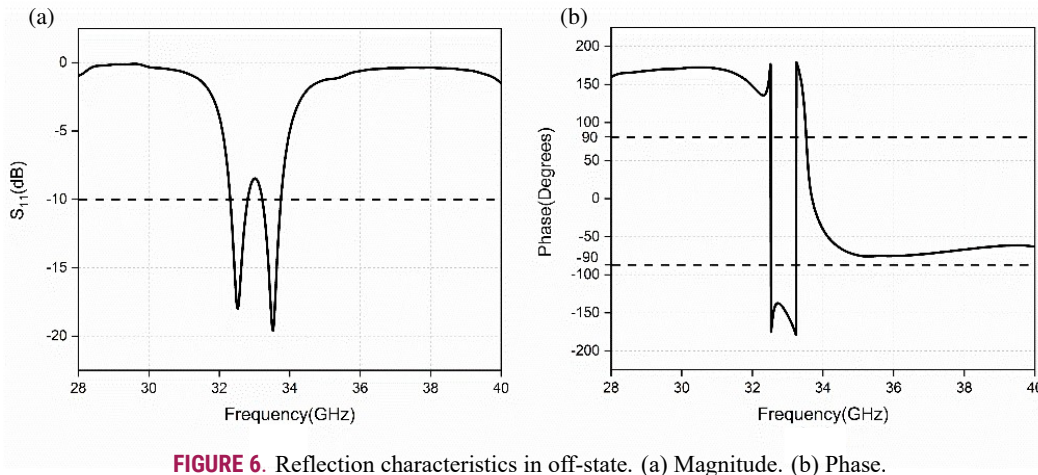 (a)
0
-5
-10
-15
-20
S11(dB)
28 30 32 34 36 38 40
Frequency(GHz)
(b)
200
150
100
90
50
0
-50
-90
-100
-150
-200
Phase(Degrees)
28 30 32 34 36 38 40
Frequency(GHz)
FIGURE 6. Reflection characteristics in off-state. (a) Magnitude. (b) Phase.